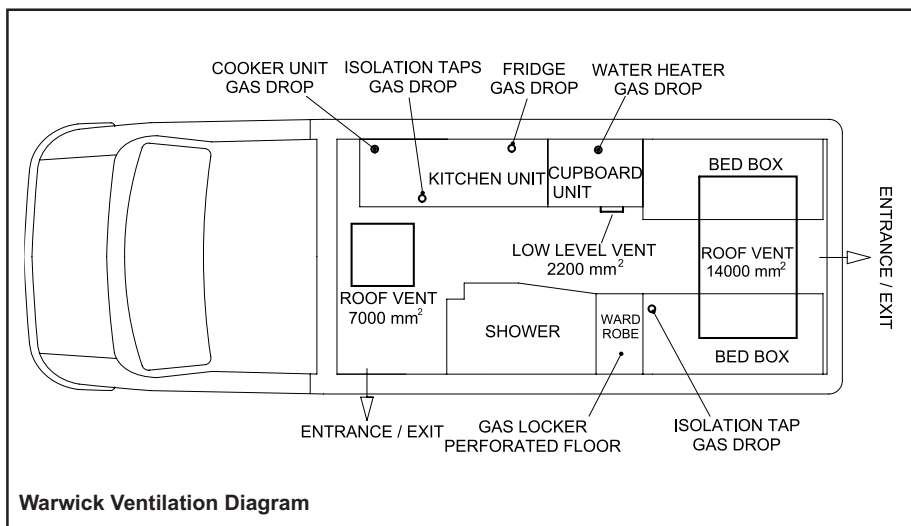 COOKER UNIT
GAS DROP
ISOLATION TAPS
GAS DROP
FRIDGE
GAS DROP
WATER HEATER
GAS DROP
KITCHEN UNIT
CUPBOARD
UNIT
BED BOX
ENTRANCE / EXIT
LOW LEVEL VENT
2200 mm²
ROOF VENT
14000 mm²
ROOF VENT
7000 mm²
SHOWER
WARD
ROBE
BED BOX
ENTRANCE / EXIT
GAS LOCKER
PERFORATED FLOOR
ISOLATION TAP
GAS DROP
Warwick Ventilation Diagram